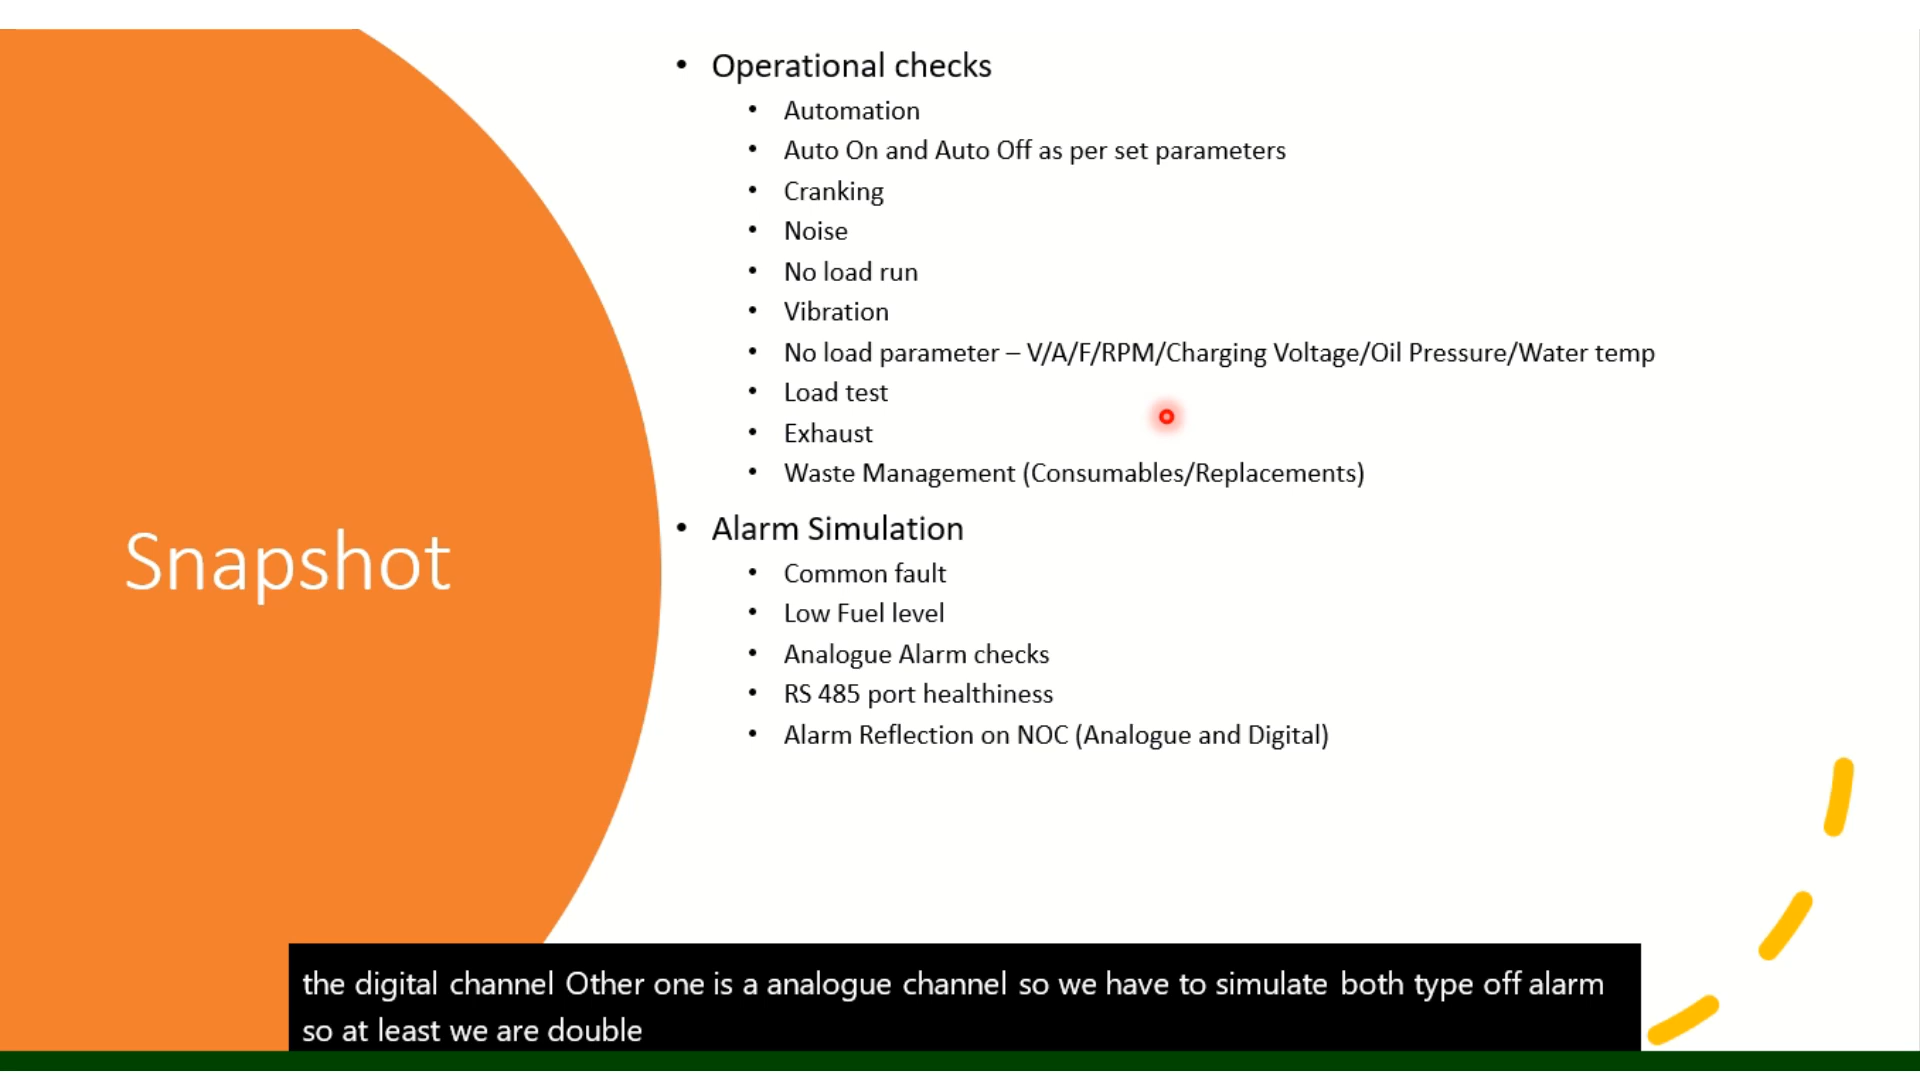 Snapshot
• Operational checks
• Automation
• Auto On and Auto Off as per set parameters
• Cranking
• Noise
• No load run
• Vibration
• No load parameter – V/A/F/RPM/Charging Voltage/Oil Pressure/Water temp
• Load test
• Exhaust
• Waste Management (Consumables/Replacements)
• Alarm Simulation
• Common fault
• Low Fuel level
• Analogue Alarm checks
• RS 485 port healthiness
• Alarm Reflection on NOC (Analogue and Digital)
the digital channel Other one is a analogue channel so we have to simulate both type off alarm
so at least we are double